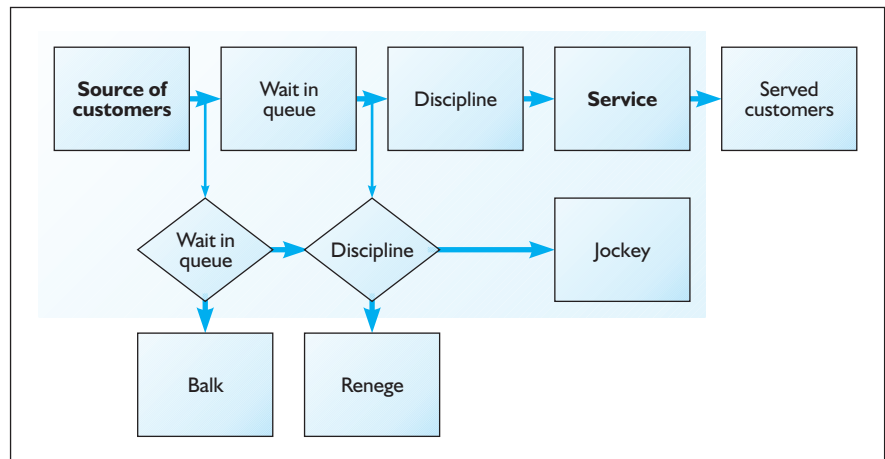 Source of
customers
Wait in
queue
Discipline
Service
Served
customers
Wait in
queue
Discipline
Jockey
Balk
Renege